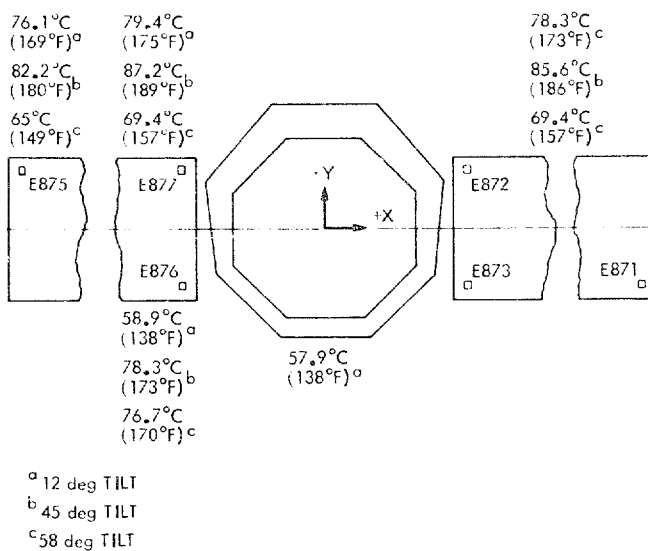 76.1°C 79.4°C 78.3°C
(169°F)a (175°F)a (173°F)c
82.2°C 87.2°C 85.6°C
(180°F)b (189°F)b (186°F)b
65°C 69.4°C 69.4°C
(149°F)c (157°F)c (157°F)c
+Y
E875 E877 E872
+X
E876 E873 E871
58.9°C
(138°F)a
57.9°C
78.3°C
(138°F)a
(173°F)b
76.7°C
(170°F)c
a 12 deg TILT
b 45 deg TILT
c 58 deg TILT